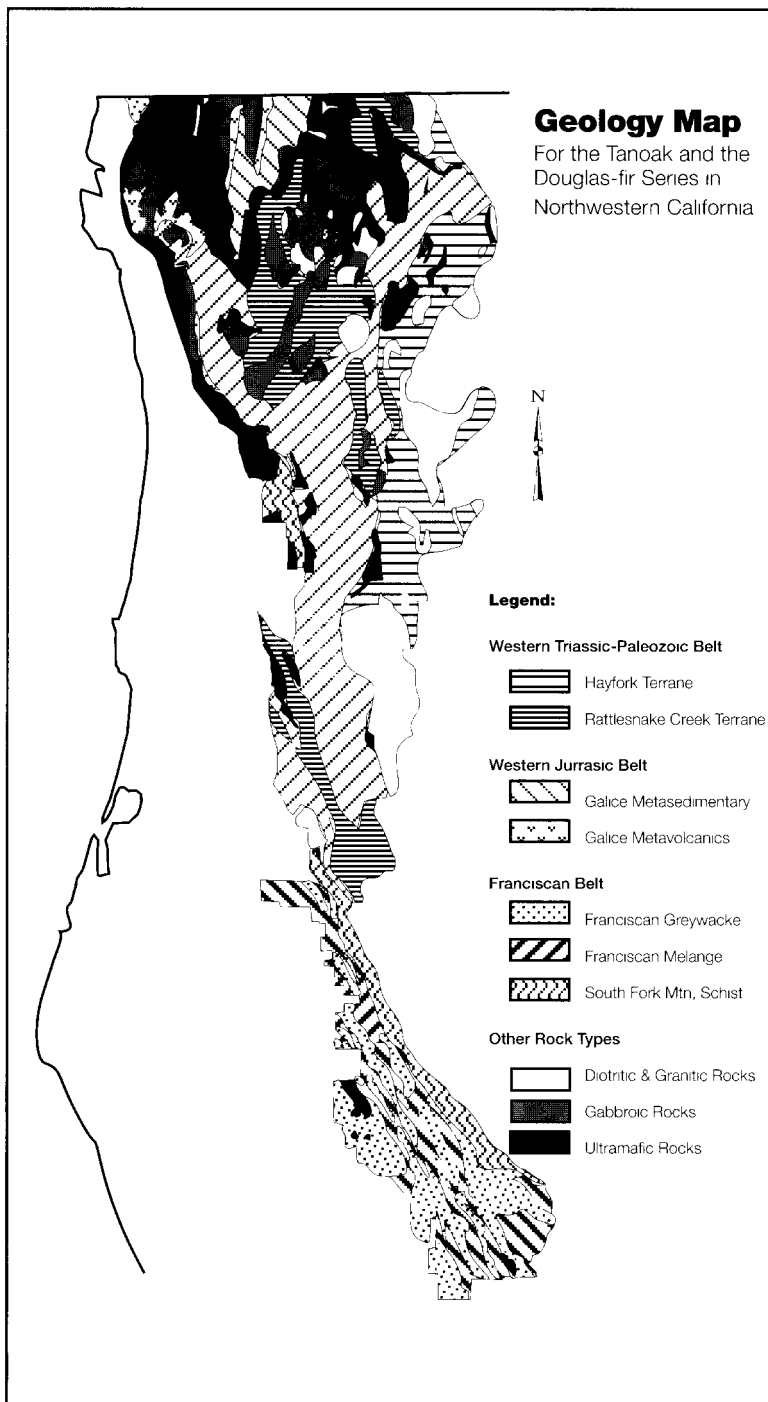 Geology Map
For the Tanoak and the
Douglas-fir Series in
Northwestern California
N
Legend:
Western Triassic-Paleozoic Belt
Hayfork Terrane
Rattlesnake Creek Terrane
Western Jurrasic Belt
Galice Metasedimentary
Galice Metavolcanics
Franciscan Belt
Franciscan Greywacke
Franciscan Melange
South Fork Mtn, Schist
Other Rock Types
Diotritic & Granitic Rocks
Gabbroic Rocks
Ultramafic Rocks